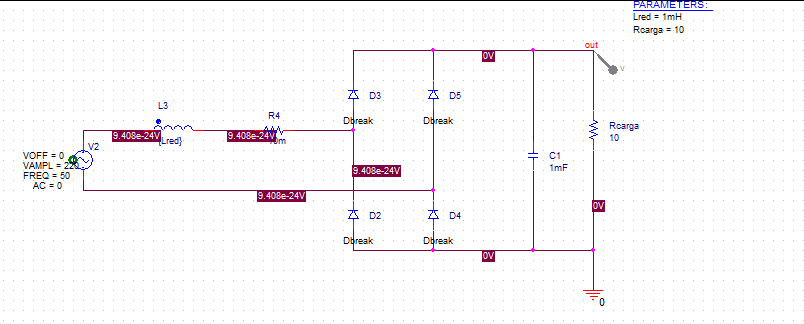 PARAMETERS:
Lred = 1mH
Rcarga = 10
out
0V
V
D3
D5
L3
R4
Dbreak
Dbreak
Rcarga
10
9.408e-24V
9.408e-24V
{Lred}
V2
VOFF = 0
VAMPL = 220
FREQ = 50
AC = 0
C1
1mF
9.408e-24V
9.408e-24V
0V
D2
D4
Dbreak
Dbreak
0V
0